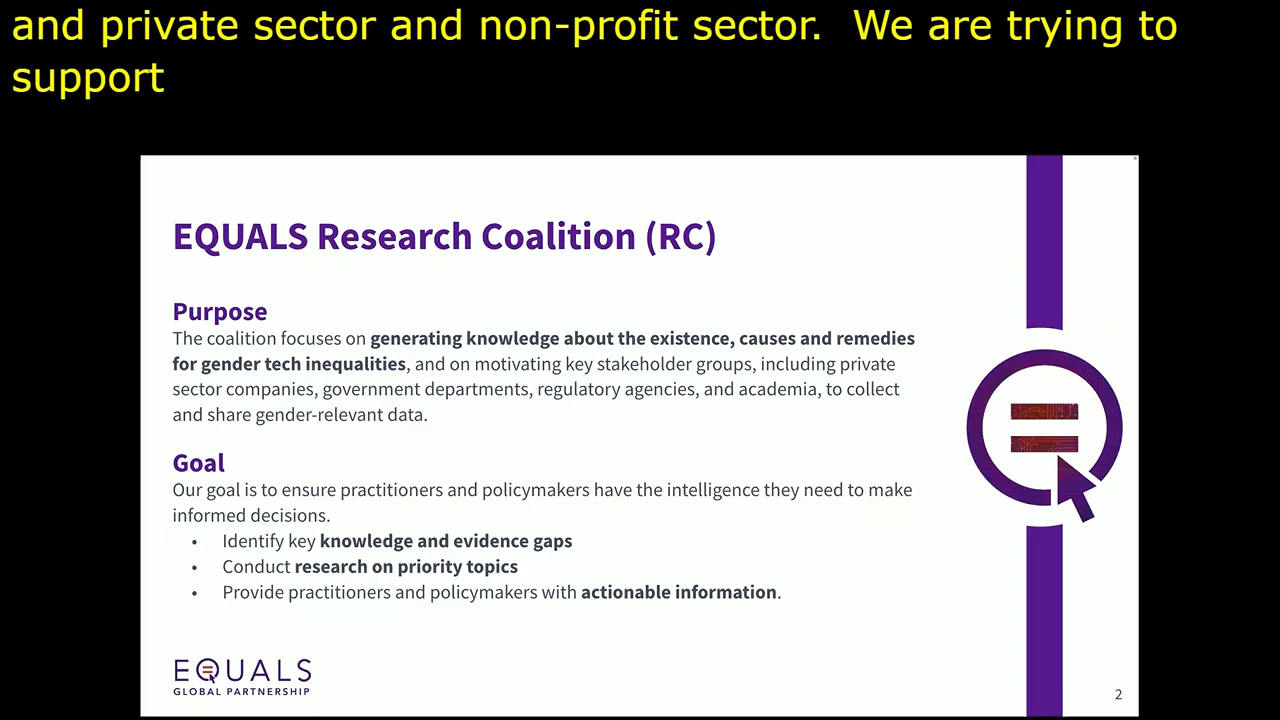 and private sector and non-profit sector.  We are trying to
support
EQUALS Research Coalition (RC)
Purpose
The coalition focuses on generating knowledge about the existence, causes and remedies
for gender tech inequalities, and on motivating key stakeholder groups, including private
sector companies, government departments, regulatory agencies, and academia, to collect
and share gender-relevant data.
Goal
Our goal is to ensure practitioners and policymakers have the intelligence they need to make
informed decisions.
• Identify key knowledge and evidence gaps
• Conduct research on priority topics
• Provide practitioners and policymakers with actionable information.
EQUALS
GLOBAL PARTNERSHIP
2